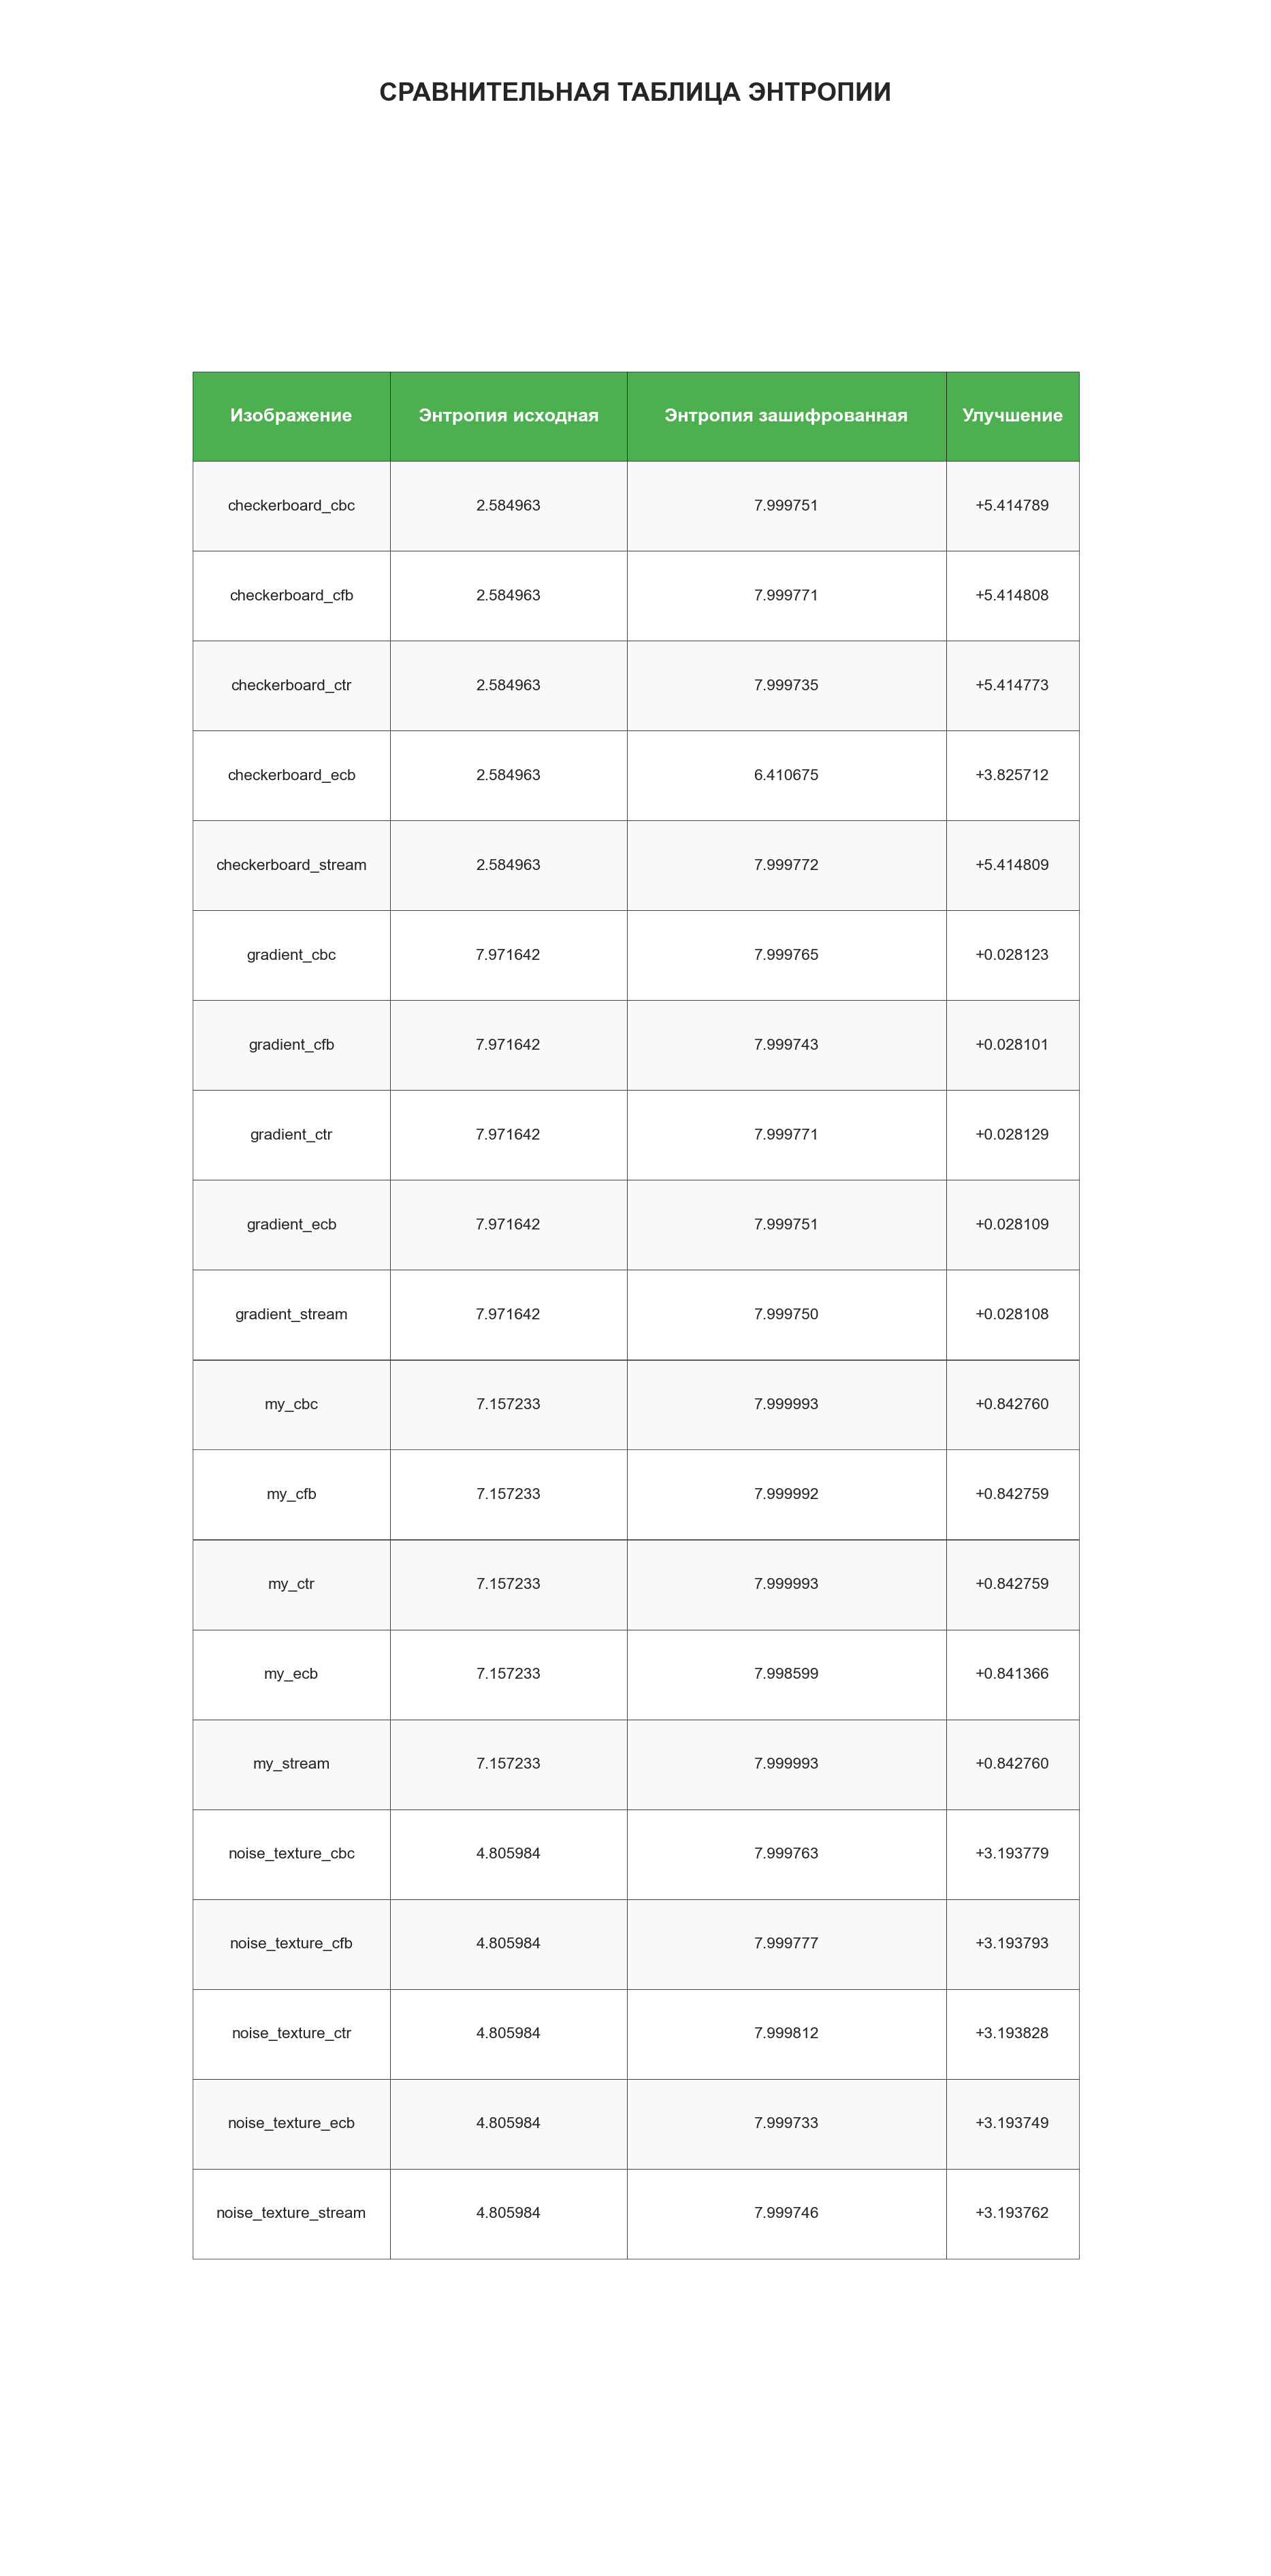 СРАВНИТЕЛЬНАЯ ТАБЛИЦА ЭНТРОПИИ
Изображение Энтропия исходная Энтропия зашифрованная Улучшение
checkerboard_cbc 2.584963 7.999751 +5.414789
checkerboard_cfb 2.584963 7.999771 +5.414808
checkerboard_ctr 2.584963 7.999735 +5.414773
checkerboard_ecb 2.584963 6.410675 +3.825712
checkerboard_stream 2.584963 7.999772 +5.414809
gradient_cbc 7.971642 7.999765 +0.028123
gradient_cfb 7.971642 7.999743 +0.028101
gradient_ctr 7.971642 7.999771 +0.028129
gradient_ecb 7.971642 7.999751 +0.028109
gradient_stream 7.971642 7.999750 +0.028108
my_cbc 7.157233 7.999993 +0.842760
my_cfb 7.157233 7.999992 +0.842759
my_ctr 7.157233 7.999993 +0.842759
my_ecb 7.157233 7.998599 +0.841366
my_stream 7.157233 7.999993 +0.842760
noise_texture_cbc 4.805984 7.999763 +3.193779
noise_texture_cfb 4.805984 7.999777 +3.193793
noise_texture_ctr 4.805984 7.999812 +3.193828
noise_texture_ecb 4.805984 7.999733 +3.193749
noise_texture_stream 4.805984 7.999746 +3.193762